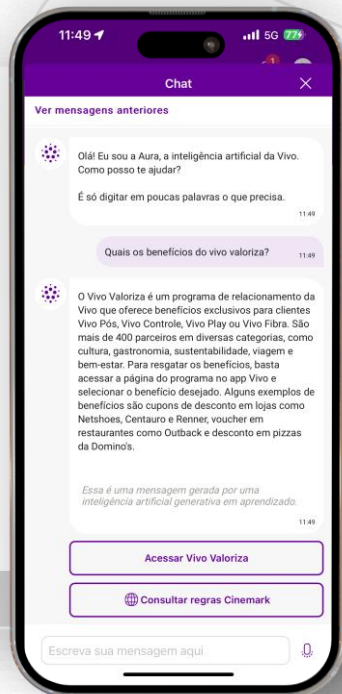 11:49
5G 77
1
Chat
Ver mensagens anteriores
Olá! Eu sou a Aura, a inteligência artificial da Vivo.
Como posso te ajudar?
É só digitar em poucas palavras o que precisa.
11:49
Quais os benefícios do vivo valoriza?
11:49
O Vivo Valoriza é um programa de relacionamento da
Vivo que oferece benefícios exclusivos para clientes
Vivo Pós, Vivo Controle, Vivo Play ou Vivo Fibra. São
mais de 400 parceiros em diversas categorias, como
cultura, gastronomia, sustentabilidade, viagem e
bem-estar. Para resgatar os benefícios, basta
acessar a página do programa no app Vivo e
selecionar o benefício desejado. Alguns exemplos de
benefícios são cupons de desconto em lojas como
Netshoes, Centauro e Renner, voucher em
restaurantes como Outback e desconto em pizzas
da Domino's.
Essa é uma mensagem gerada por uma
inteligência artificial generativa em aprendizado.
11:49
Acessar Vivo Valoriza
Consultar regras Cinemark
Escreva sua mensagem aqui